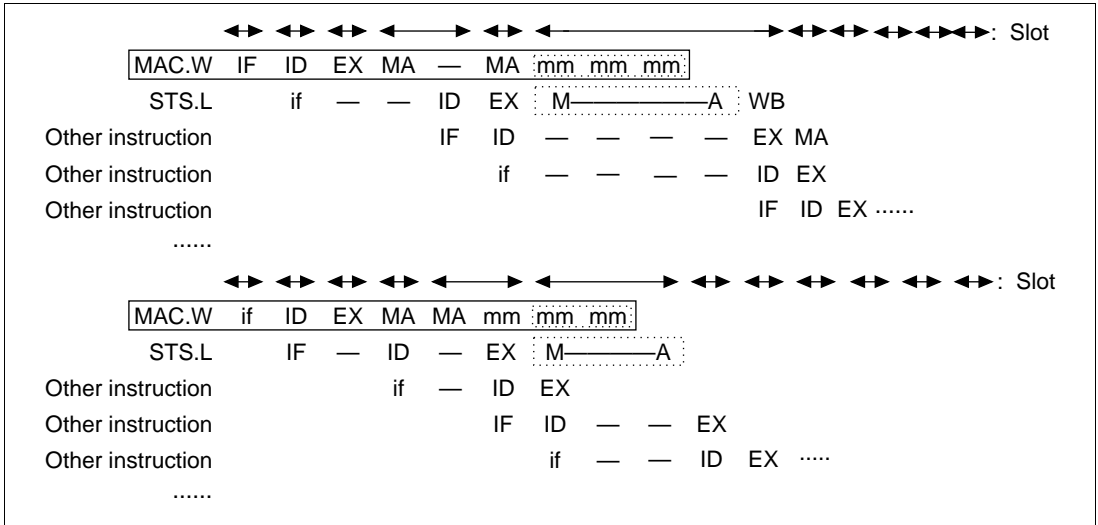 : Slot
MAC.W IF ID EX MA — MA mm mm mm
STS.L if — — ID EX M—————A WB
Other instruction IF ID — — — — EX MA
Other instruction if — — — — ID EX
Other instruction IF ID EX ······
······
: Slot
MAC.W if ID EX MA MA mm mm mm
STS.L IF — ID — EX M————A
Other instruction if — ID EX
Other instruction IF ID — — EX
Other instruction if — — ID EX ·····
······